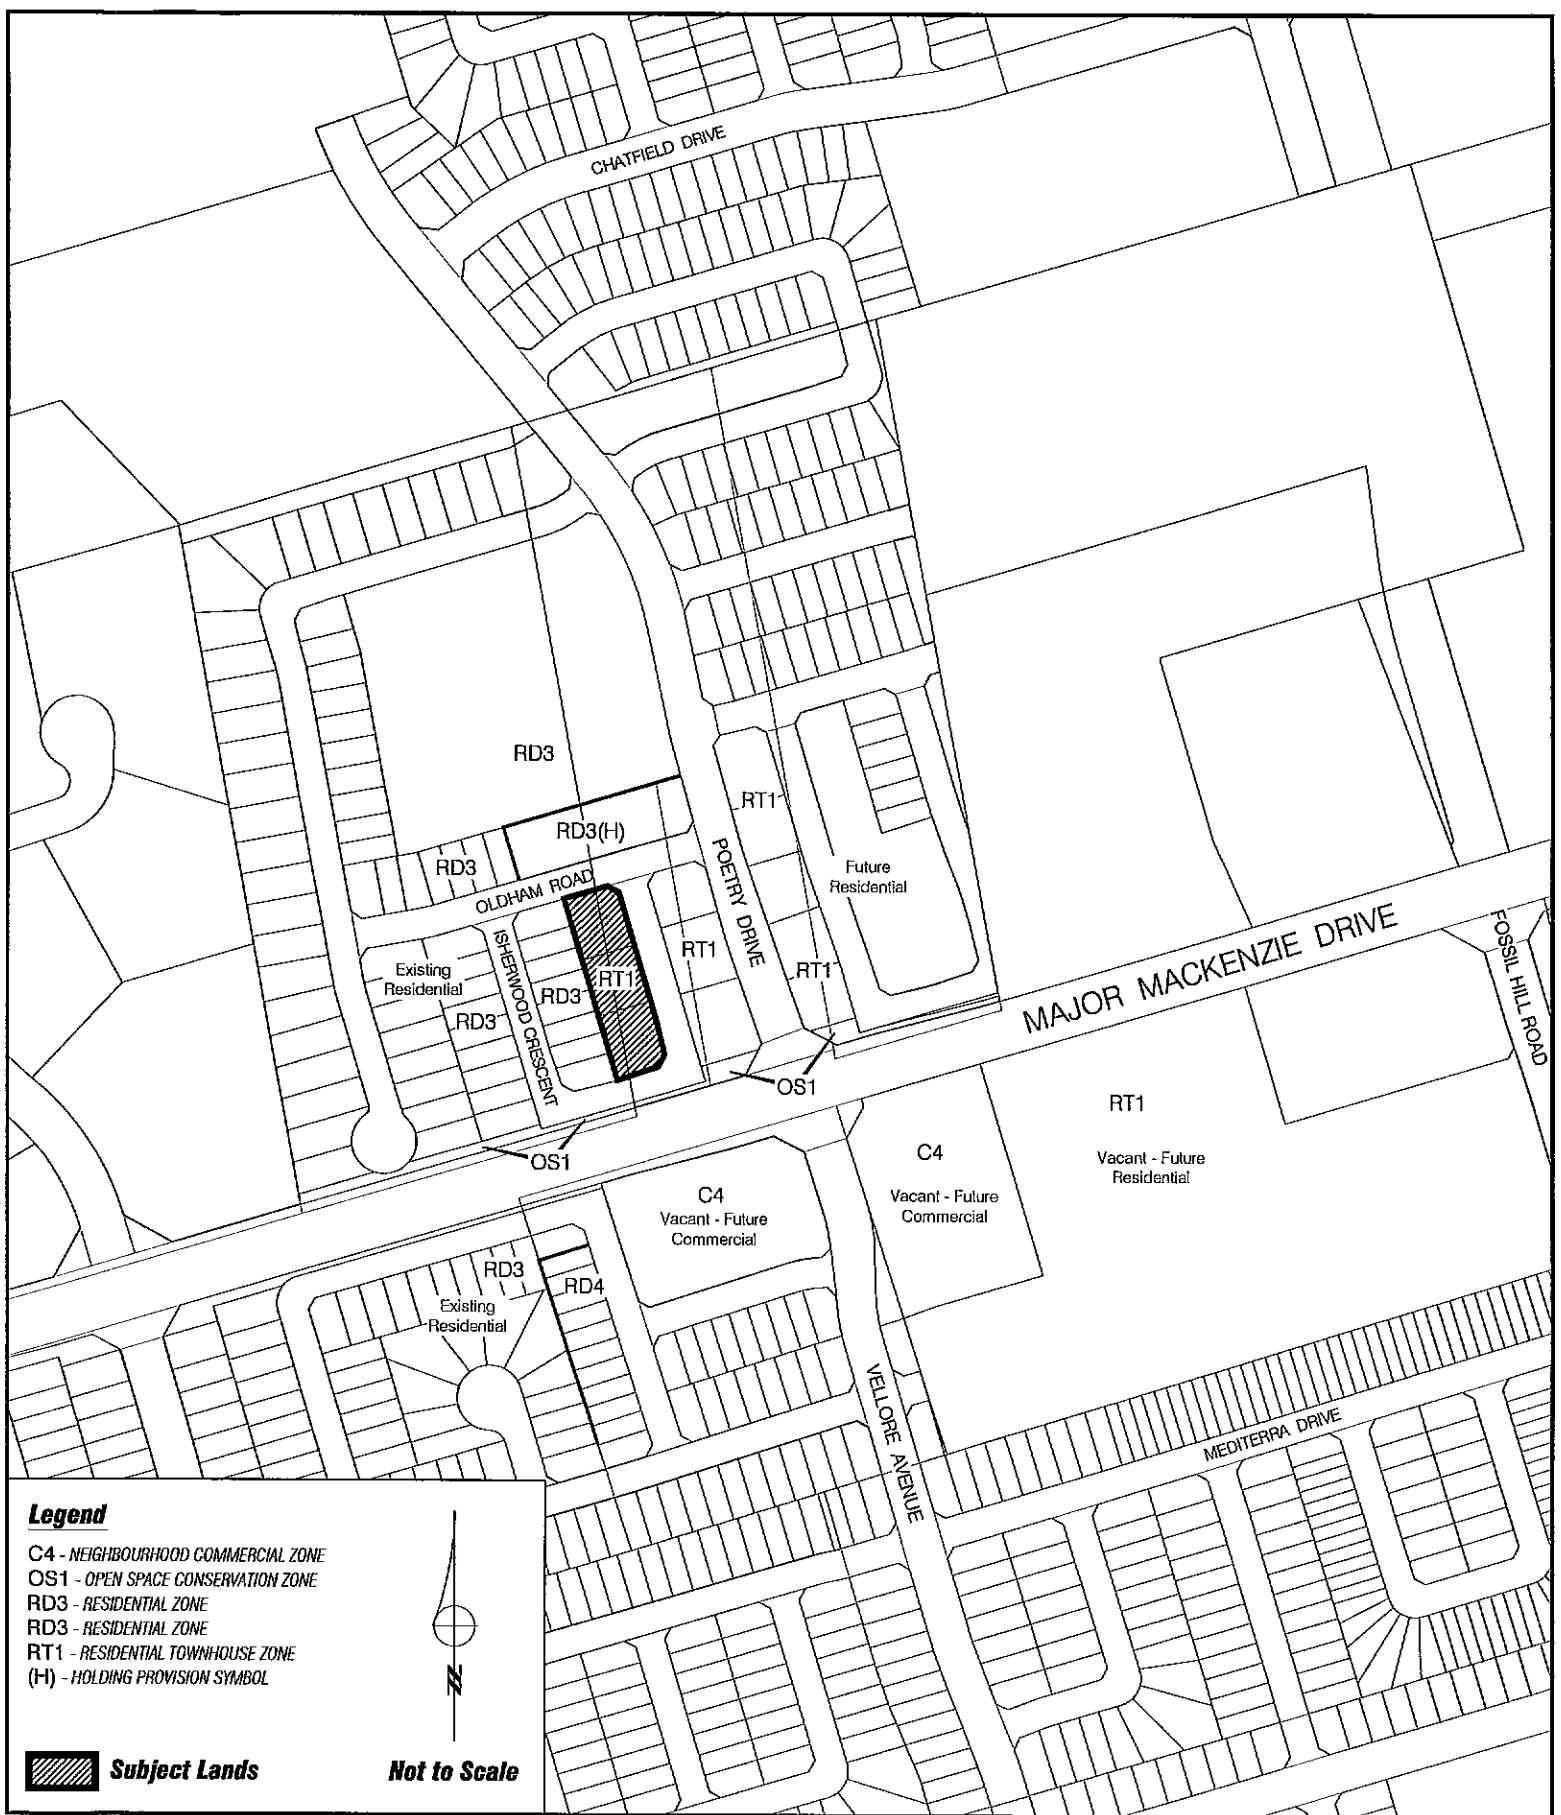 CHATFIELD DRIVE
RD3
RT1
RD3(H)
RD3
POETRY DRIVE
Future
Residential
OLDHAM ROAD
ISHERWOOD CRESCENT
RT1
Existing
Residential
RT1
RT1
RD3
RD3
MAJOR MACKENZIE DRIVE
FOSSIL HILL ROAD
OS1
OS1
RT1
Vacant - Future
Residential
C4
Vacant - Future
Commercial
C4
Vacant - Future
Commercial
RD3
RD4
Existing
Residential
VELLORE AVENUE
MEDITERRA DRIVE
Legend
C4 - NEIGHBOURHOOD COMMERCIAL ZONE
OS1 - OPEN SPACE CONSERVATION ZONE
RD3 - RESIDENTIAL ZONE
RD3 - RESIDENTIAL ZONE
RT1 - RESIDENTIAL TOWNHOUSE ZONE
(H) - HOLDING PROVISION SYMBOL
N
Subject Lands
Not to Scale